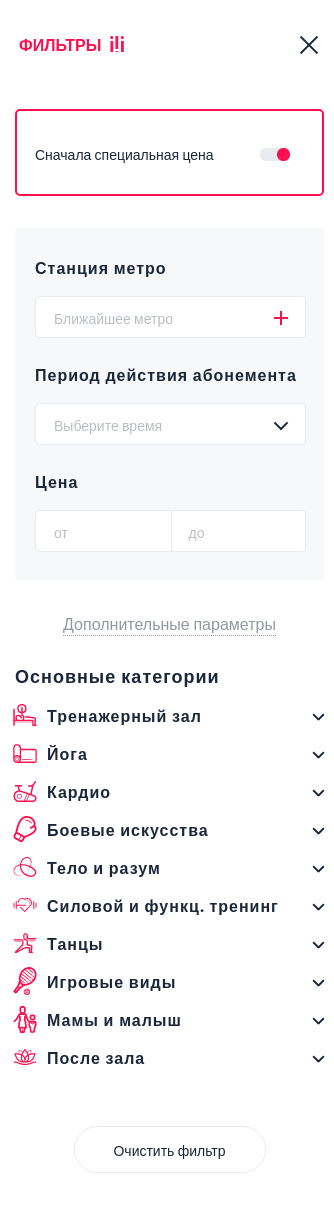 ФИЛЬТРЫ
Сначала специальная цена
Станция метро
Ближайшее метро
Период действия абонемента
Выберите время
Цена
от до
Дополнительные параметры
Основные категории
Тренажерный зал
Йога
Кардио
Боевые искусства
Тело и разум
Силовой и функц. тренинг
Танцы
Игровые виды
Мамы и малыш
После зала
Очистить фильтр